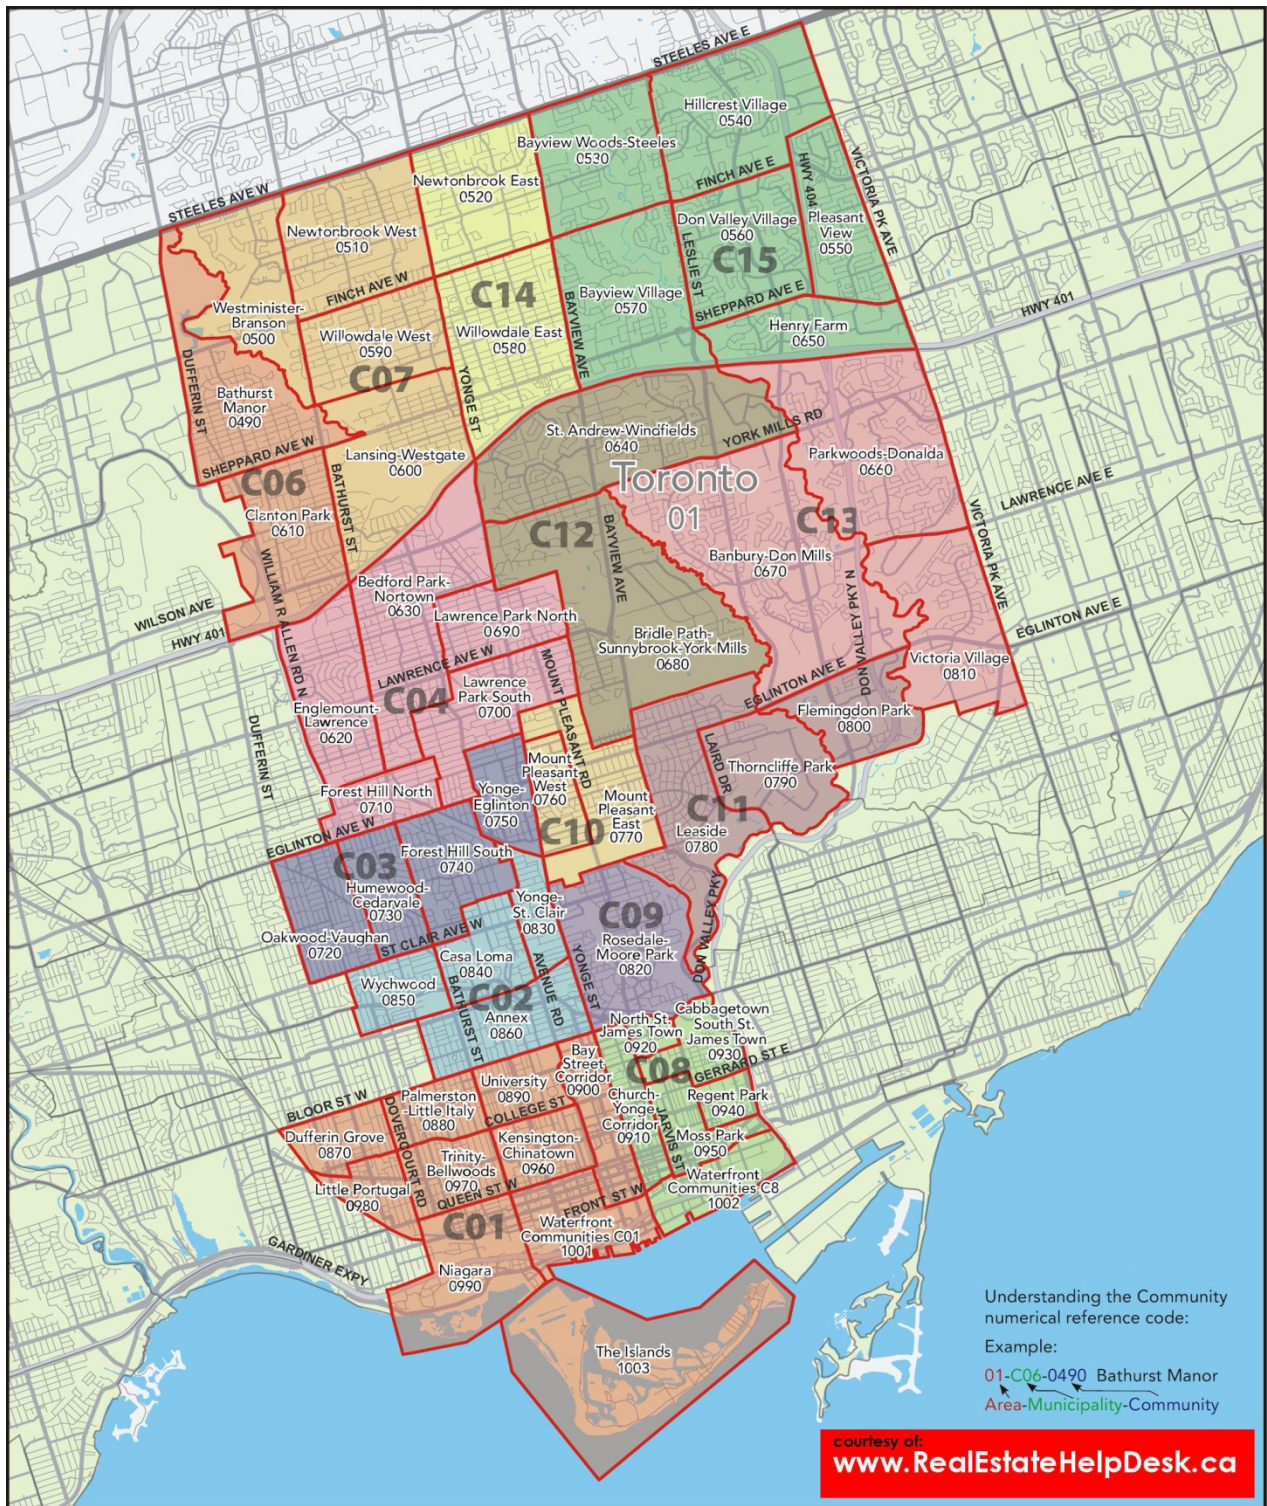 STEELES AVE E
Hillcrest Village
0540
Bayview Woods-Steeles
0530
Newtonbrook East
0520
FINCH AVE E
HWY 404
VICTORIA PK AVE
STEELES AVE W
Newtonbrook West
0510
Don Valley Village
0560
Pleasant
View
0550
LESLIE ST
C15
FINCH AVE W
C14
BAYVIEW AVE
Bayview Village
0570
SHEPPARD AVE E
HWY 401
Westminister-
Branson
0500
Willowdale West
0590
Willowdale East
0580
Henry Farm
0650
DUFFERIN ST
C07
YONGE ST
Bathurst
Manor
0490
SHEPPARD AVE W
Lansing-Westgate
0600
St. Andrew-Windfields
0640
YORK MILLS RD
Parkwoods-Donalda
0660
Toronto
01
C06
BATHURST ST
Clanton Park
0610
LAWRENCE AVE E
VICTORIA PK AVE
C13
C12
BAYVIEW AVE
Banbury-Don Mills
0670
WILLIAM R ALLEN RD N
Bedford Park-
Nortown
0630
WILSON AVE
HWY 401
Lawrence Park North
0690
DON VALLEY PKY N
EGLINTON AVE E
Bridle Path-
Sunnybrook-York Mills
0680
LAWRENCE AVE W
MOUNT PLEASANT RD
Victoria Village
0810
C04
Lawrence
Park South
0700
EGLINTON AVE E
Englemount-
Lawrence
0620
Flemingdon Park
0800
DUFFERIN ST
LAIRD DR
Mount
Pleasant
West
0760
Thorncliffe Park
0790
Forest Hill North
0710
Yonge-
Eglinton
0750
Mount
Pleasant
East
0770
C11
Leaside
0780
EGLINTON AVE W
C10
C03
Forest Hill South
0740
Humewood-
Cedarvale
0730
Yonge-
St. Clair
0830
C09
Rosedale-
Moore Park
0820
DON VALLEY PKY
Oakwood-Vaughan
0720
ST CLAIR AVE W
Casa Loma
0840
AVENUE RD
YONGE ST
Wychwood
0850
BATHURST ST
C02
Annex
0860
Cabbagetown
South St.
James Town
0930
North St.
James Town
0920
GERRARD ST E
Bay
Street
Corridor
0900
C08
BLOOR ST W
University
0890
Palmerston
-Little Italy
0880
COLLEGE ST
Church-
Yonge
Corridor
0910
Regent Park
0940
DOVERCOURT RD
Dufferin Grove
0870
Kensington-
Chinatown
0960
JARVIS ST
Moss Park
0950
Trinity-
Bellwoods
0970
Little Portugal
0980
QUEEN ST W
FRONT ST W
Waterfront
Communities C8
1002
C01
Waterfront
Communities C01
1001
GARDINER EXPY
Niagara
0990
The Islands
1003
Understanding the Community
numerical reference code:
Example:
01-C06-0490 Bathurst Manor
Area-Municipality-Community
courtesy of:
www.RealEstateHelpDesk.ca